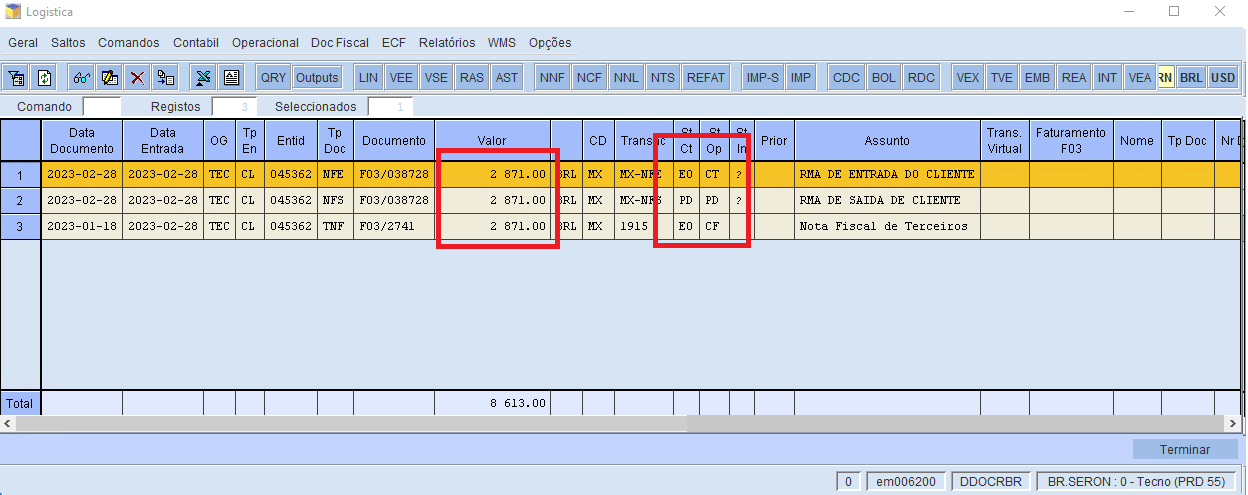 Logistica
Geral Saltos Comandos Contabil Operacional Doc Fiscal ECF Relatórios WMS Opções
QRY Outputs LIN VEE VSE RAS AST NNF NCF NNL NTS REFAT IMP-S IMP CDC BOL RDC VEX TVE EMB REA INT VEA RN BRL USD
Comando Registos 3 Seleccionados 1
Data Documento Data Entrada OG Tp En Entid Tp Doc Documento Valor CD St Ct St Op St In Prior Assunto Trans. Virtual Faturamento F03 Nome Tp Doc Nr
1 2023-02-28 2023-02-28 TEC CL 045362 NFE F03/038728 2 871.00 BRL MX MX-NFE EO CT ? RMA DE ENTRADA DO CLIENTE
2 2023-02-28 2023-02-28 TEC CL 045362 NFS F03/038728 2 871.00 BRL MX MX-NFS PD PD ? RMA DE SAIDA DE CLIENTE
3 2023-01-18 2023-02-28 TEC CL 045362 TNF F03/2741 2 871.00 BRL MX 1915 EO CF Nota Fiscal de Terceiros
Total 8 613.00
Terminar
0 em006200 DDOCRBR BR.SERON : 0 - Tecno (PRD 55)